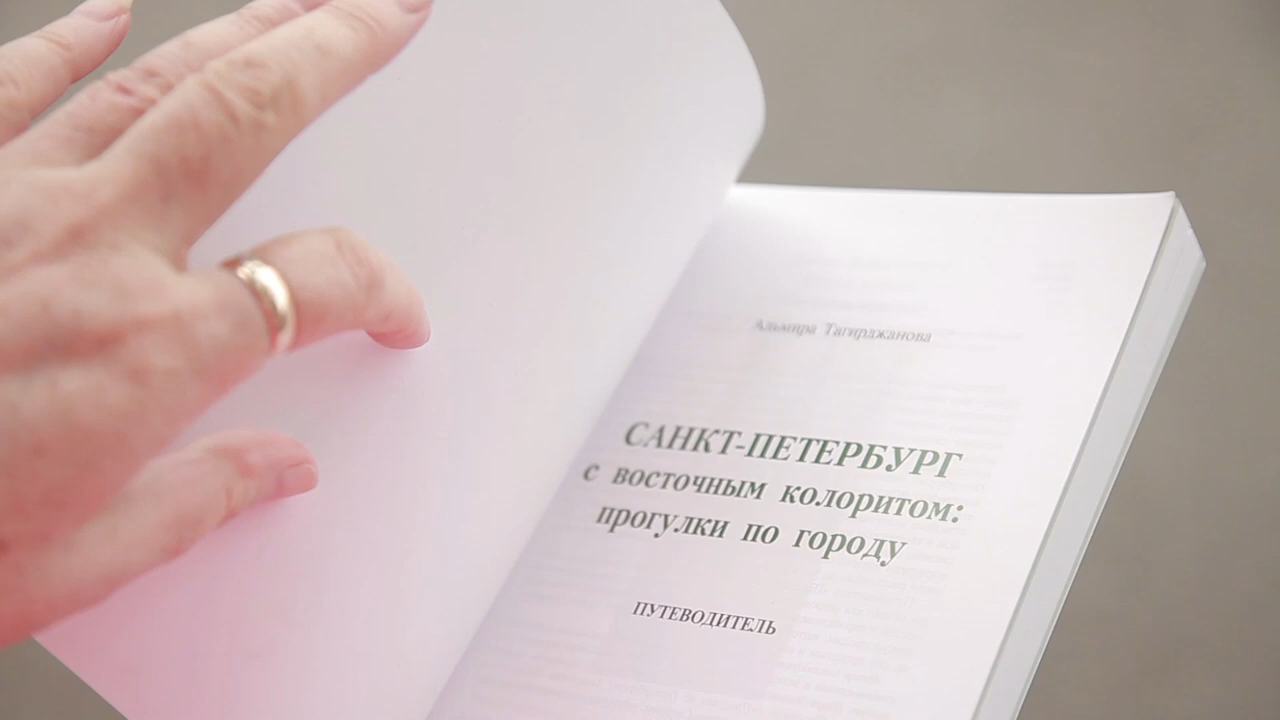 Альмира Тагирджанова
САНКТ-ПЕТЕРБУРГ
с восточным колоритом:
прогулки по городу
ПУТЕВОДИТЕЛЬ